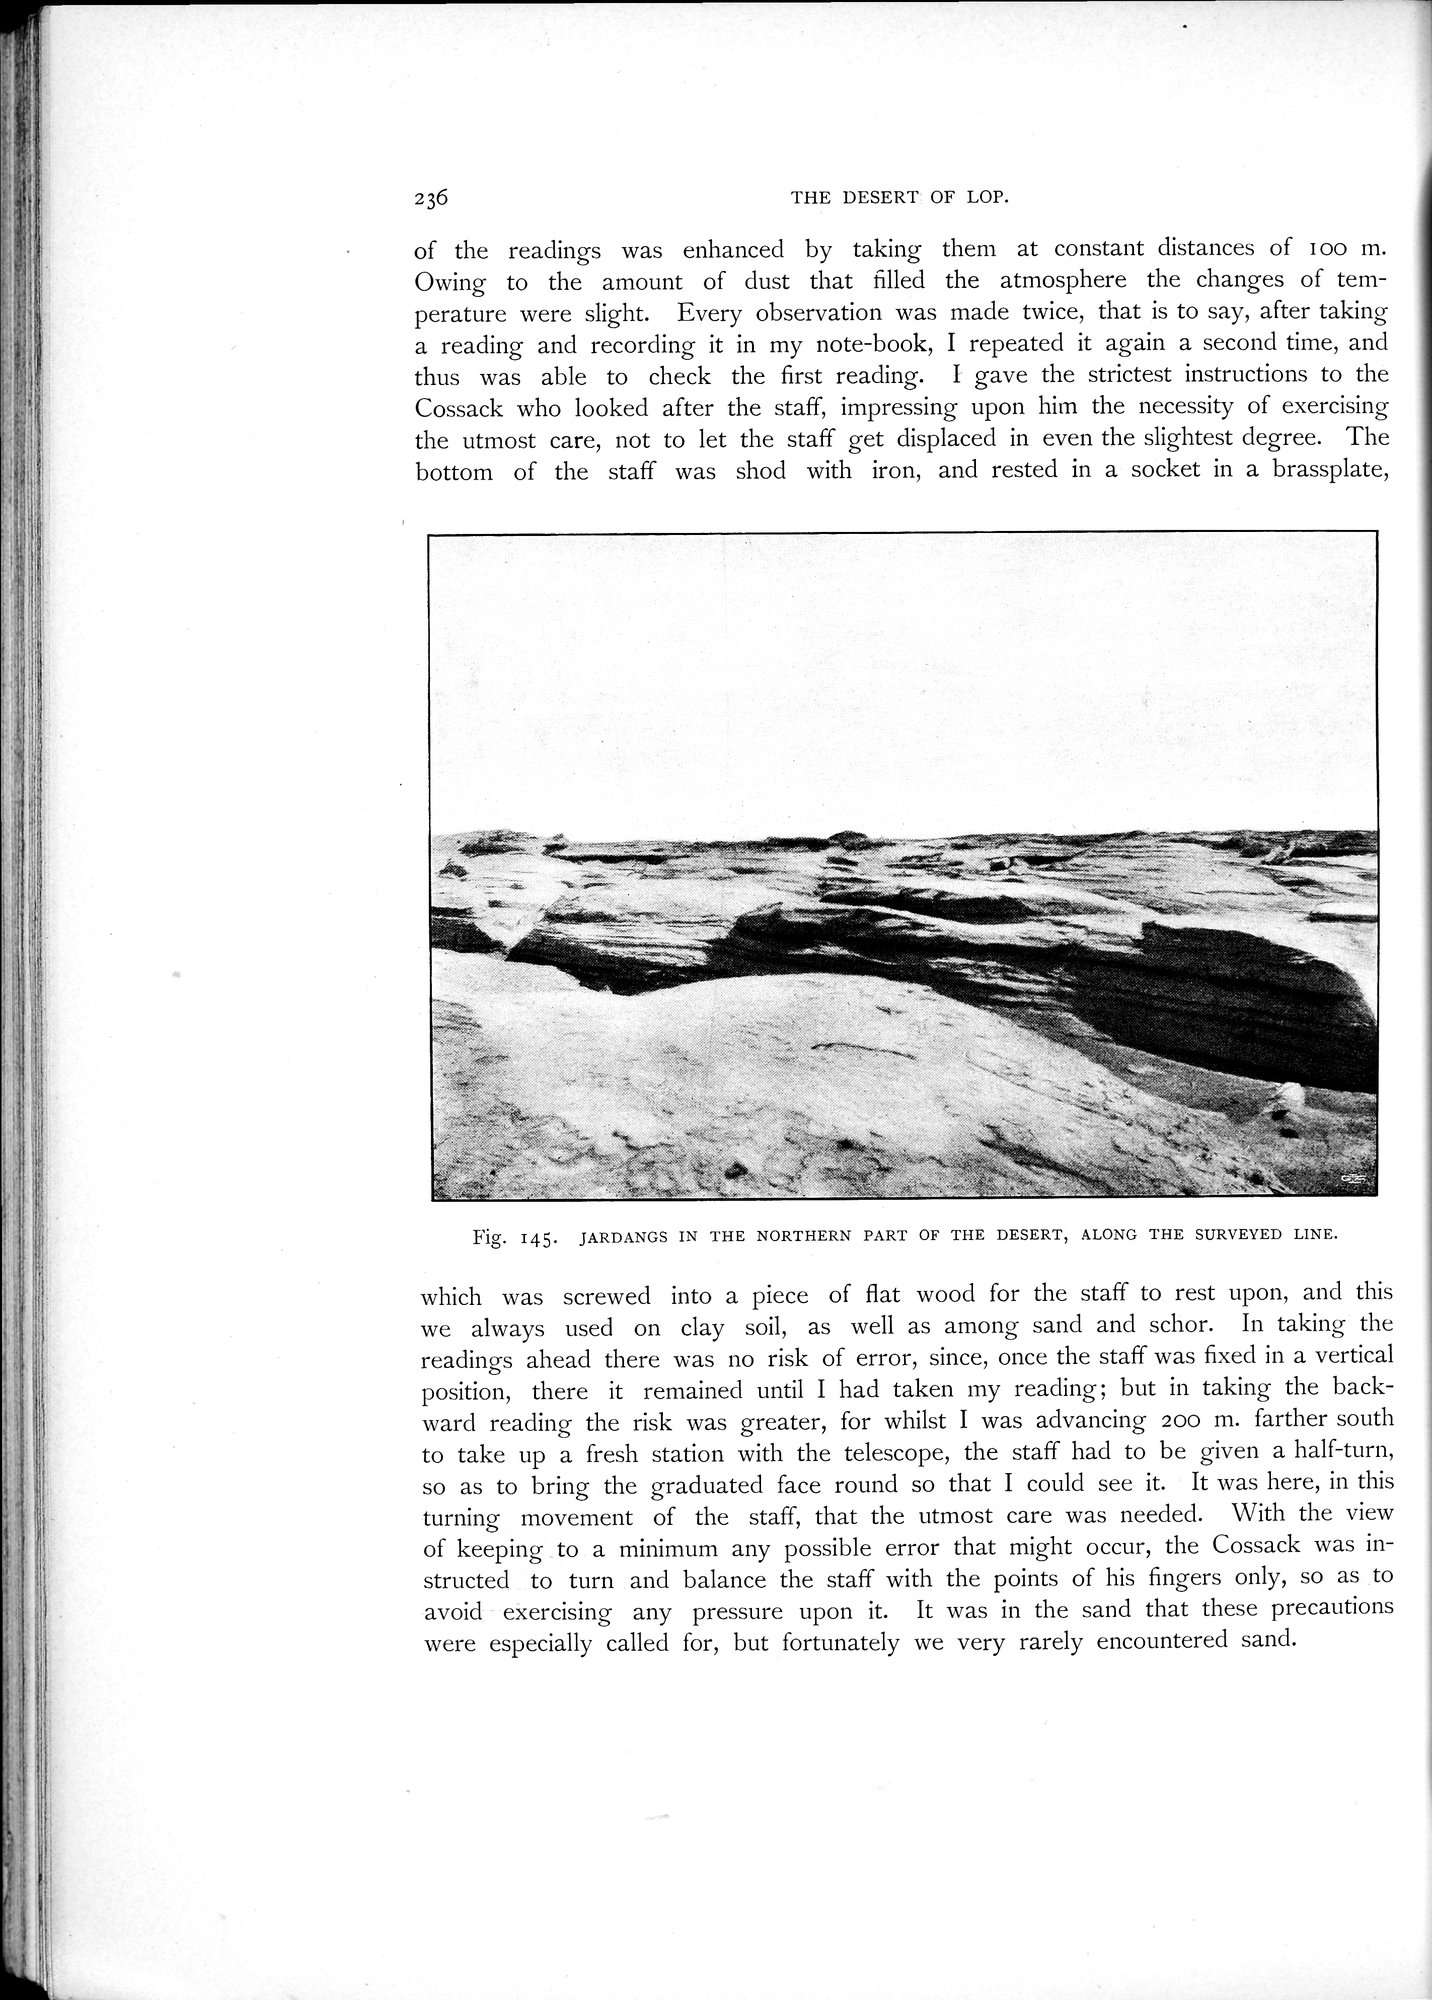 236
THE DESERT OF LOP.
of the readings was enhanced by taking them at constant distances of 100 m.
Owing to the amount of dust that filled the atmosphere the changes of tem-
perature were slight. Every observation was made twice, that is to say, after taking
a reading and recording it in my note-book, I repeated it again a second time, and
thus was able to check the first reading. I gave the strictest instructions to the
Cossack who looked after the staff, impressing upon him the necessity of exercising
the utmost care, not to let the staff get displaced in even the slightest degree. The
bottom of the staff was shod with iron, and rested in a socket in a brassplate,
Fig. 145. JARDANGS IN THE NORTHERN PART OF THE DESERT, ALONG THE SURVEYED LINE.
which was screwed into a piece of flat wood for the staff to rest upon, and this
we always used on clay soil, as well as among sand and schor. In taking the
readings ahead there was no risk of error, since, once the staff was fixed in a vertical
position, there it remained until I had taken my reading; but in taking the back-
ward reading the risk was greater, for whilst I was advancing 200 m. farther south
to take up a fresh station with the telescope, the staff had to be given a half-turn,
so as to bring the graduated face round so that I could see it. It was here, in this
turning movement of the staff, that the utmost care was needed. With the view
of keeping to a minimum any possible error that might occur, the Cossack was in-
structed to turn and balance the staff with the points of his fingers only, so as to
avoid exercising any pressure upon it. It was in the sand that these precautions
were especially called for, but fortunately we very rarely encountered sand.